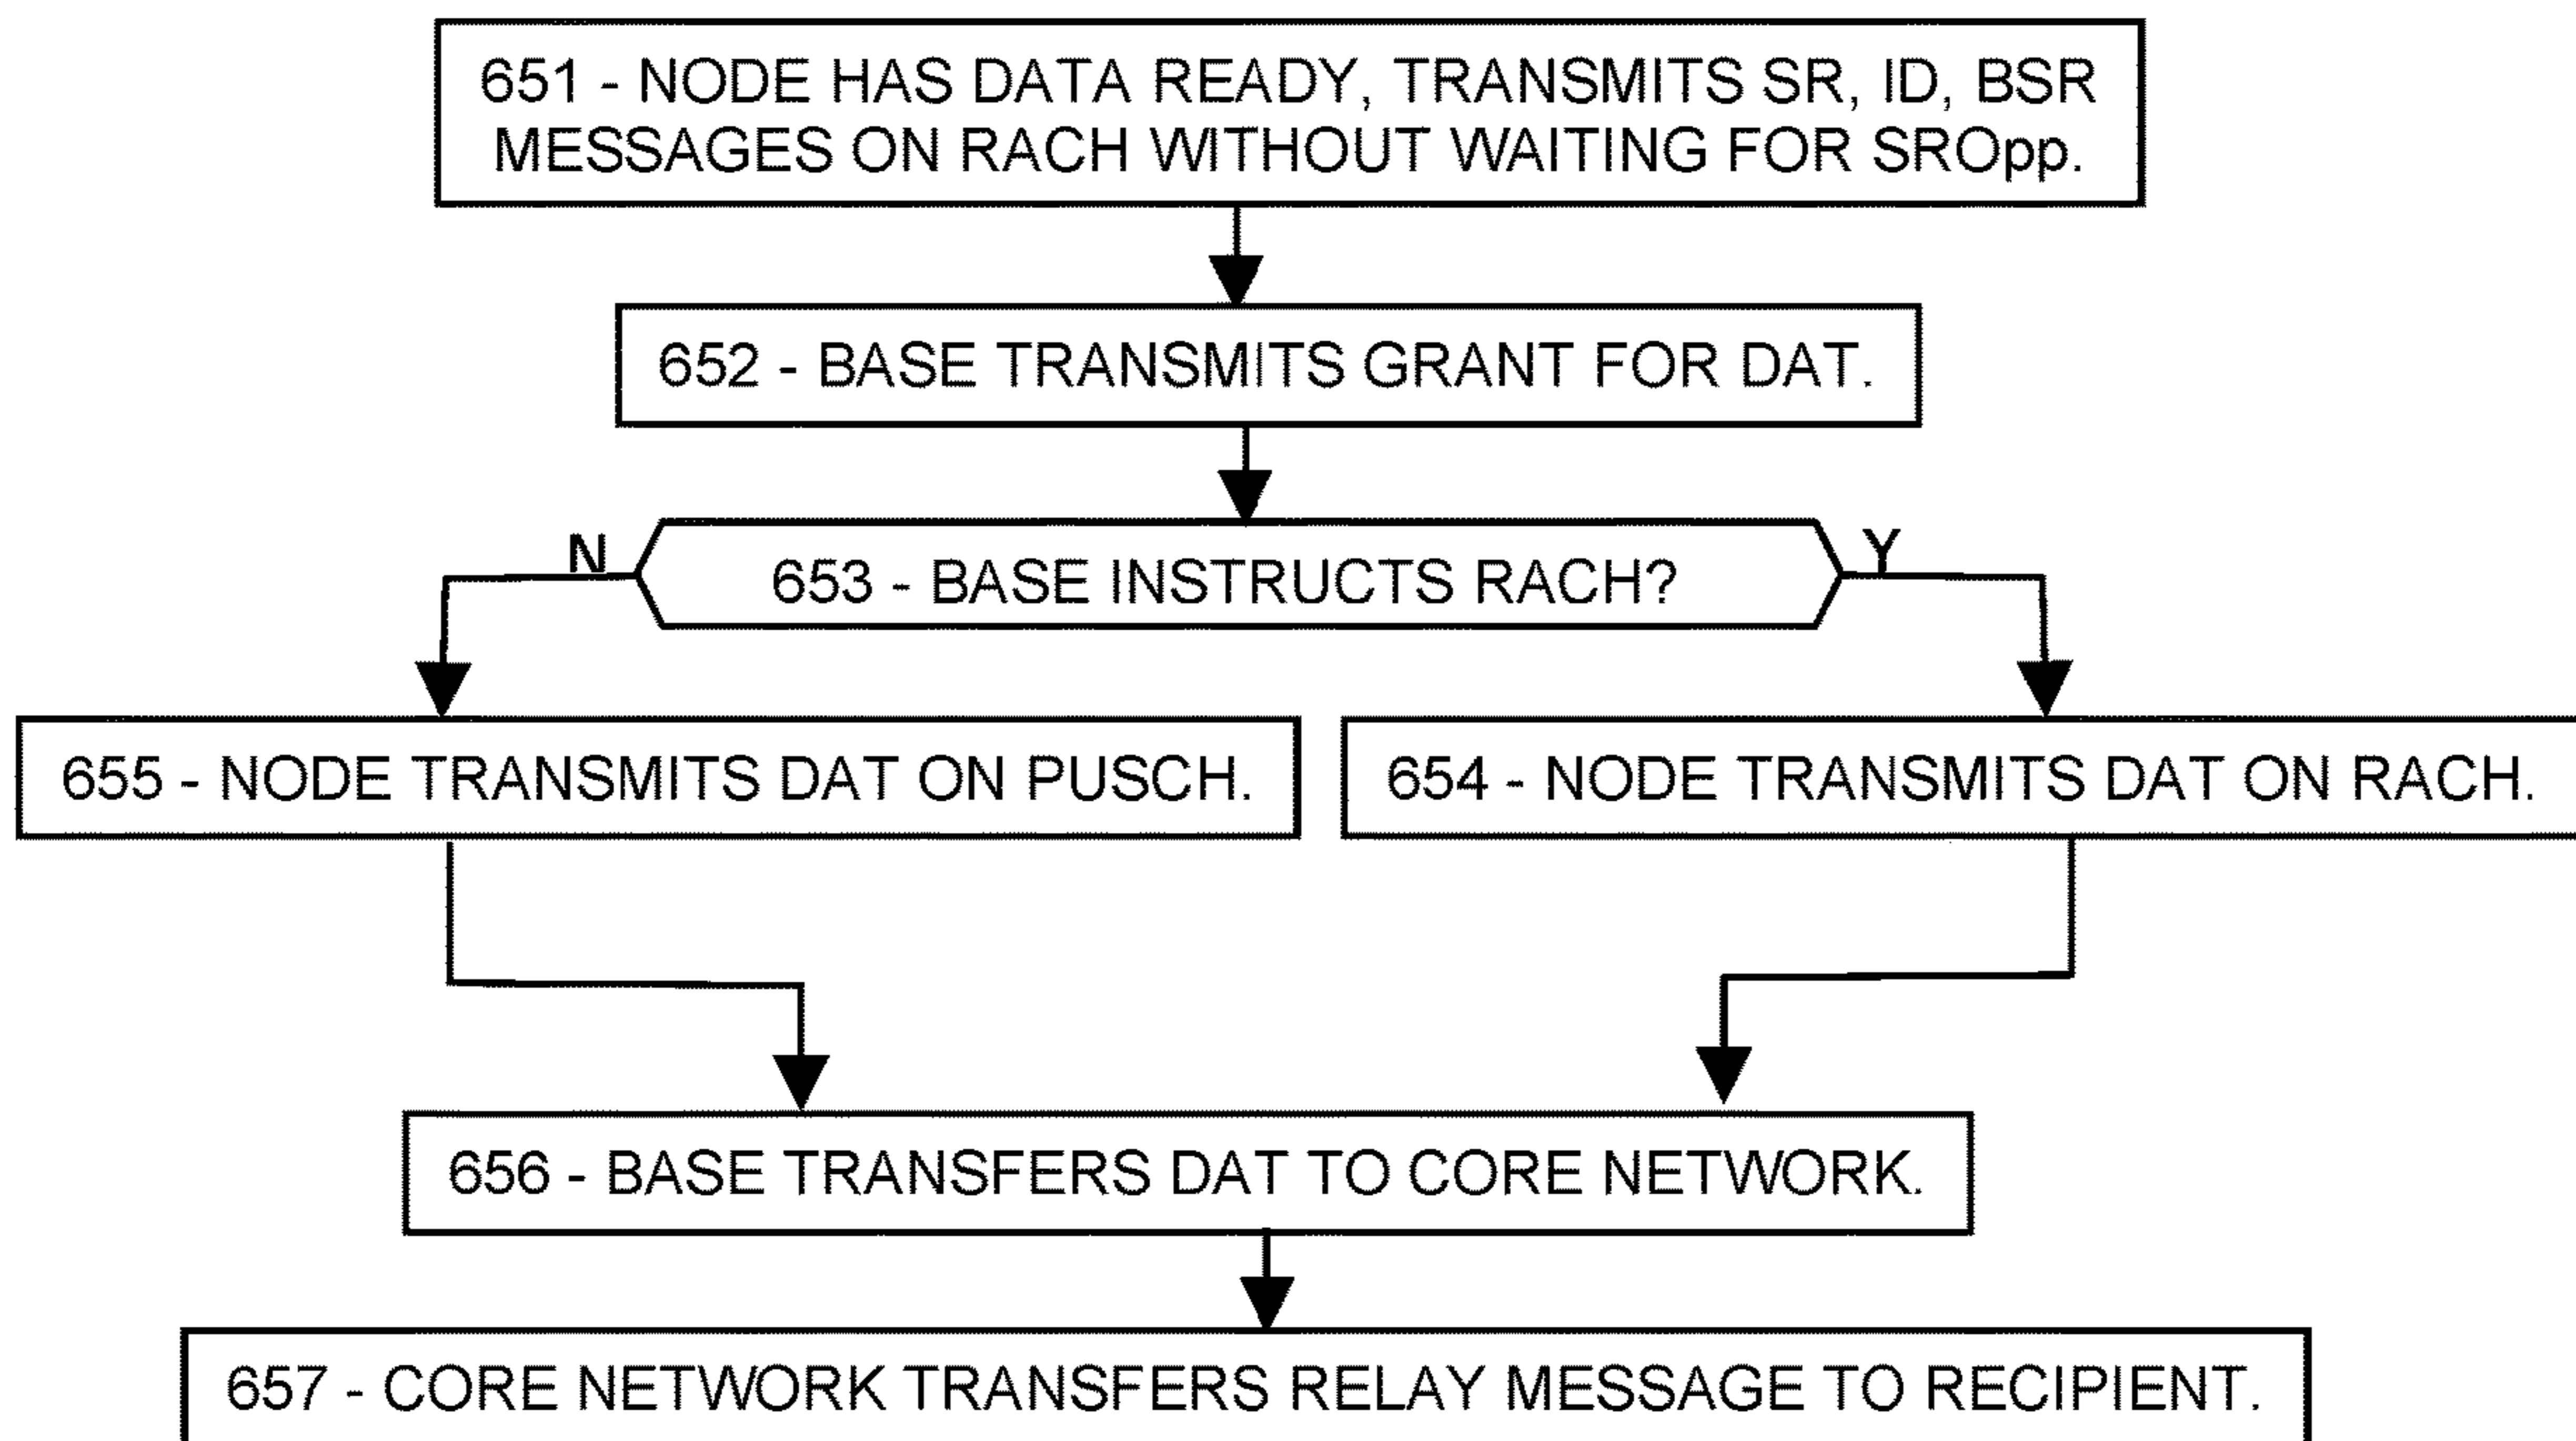 651 - NODE HAS DATA READY, TRANSMITS SR, ID, BSR
MESSAGES ON RACH WITHOUT WAITING FOR SROpp.
652 - BASE TRANSMITS GRANT FOR DAT.
N
Y
653 - BASE INSTRUCTS RACH?
655 - NODE TRANSMITS DAT ON PUSCH.
654 - NODE TRANSMITS DAT ON RACH.
656 - BASE TRANSFERS DAT TO CORE NETWORK.
657 - CORE NETWORK TRANSFERS RELAY MESSAGE TO RECIPIENT.